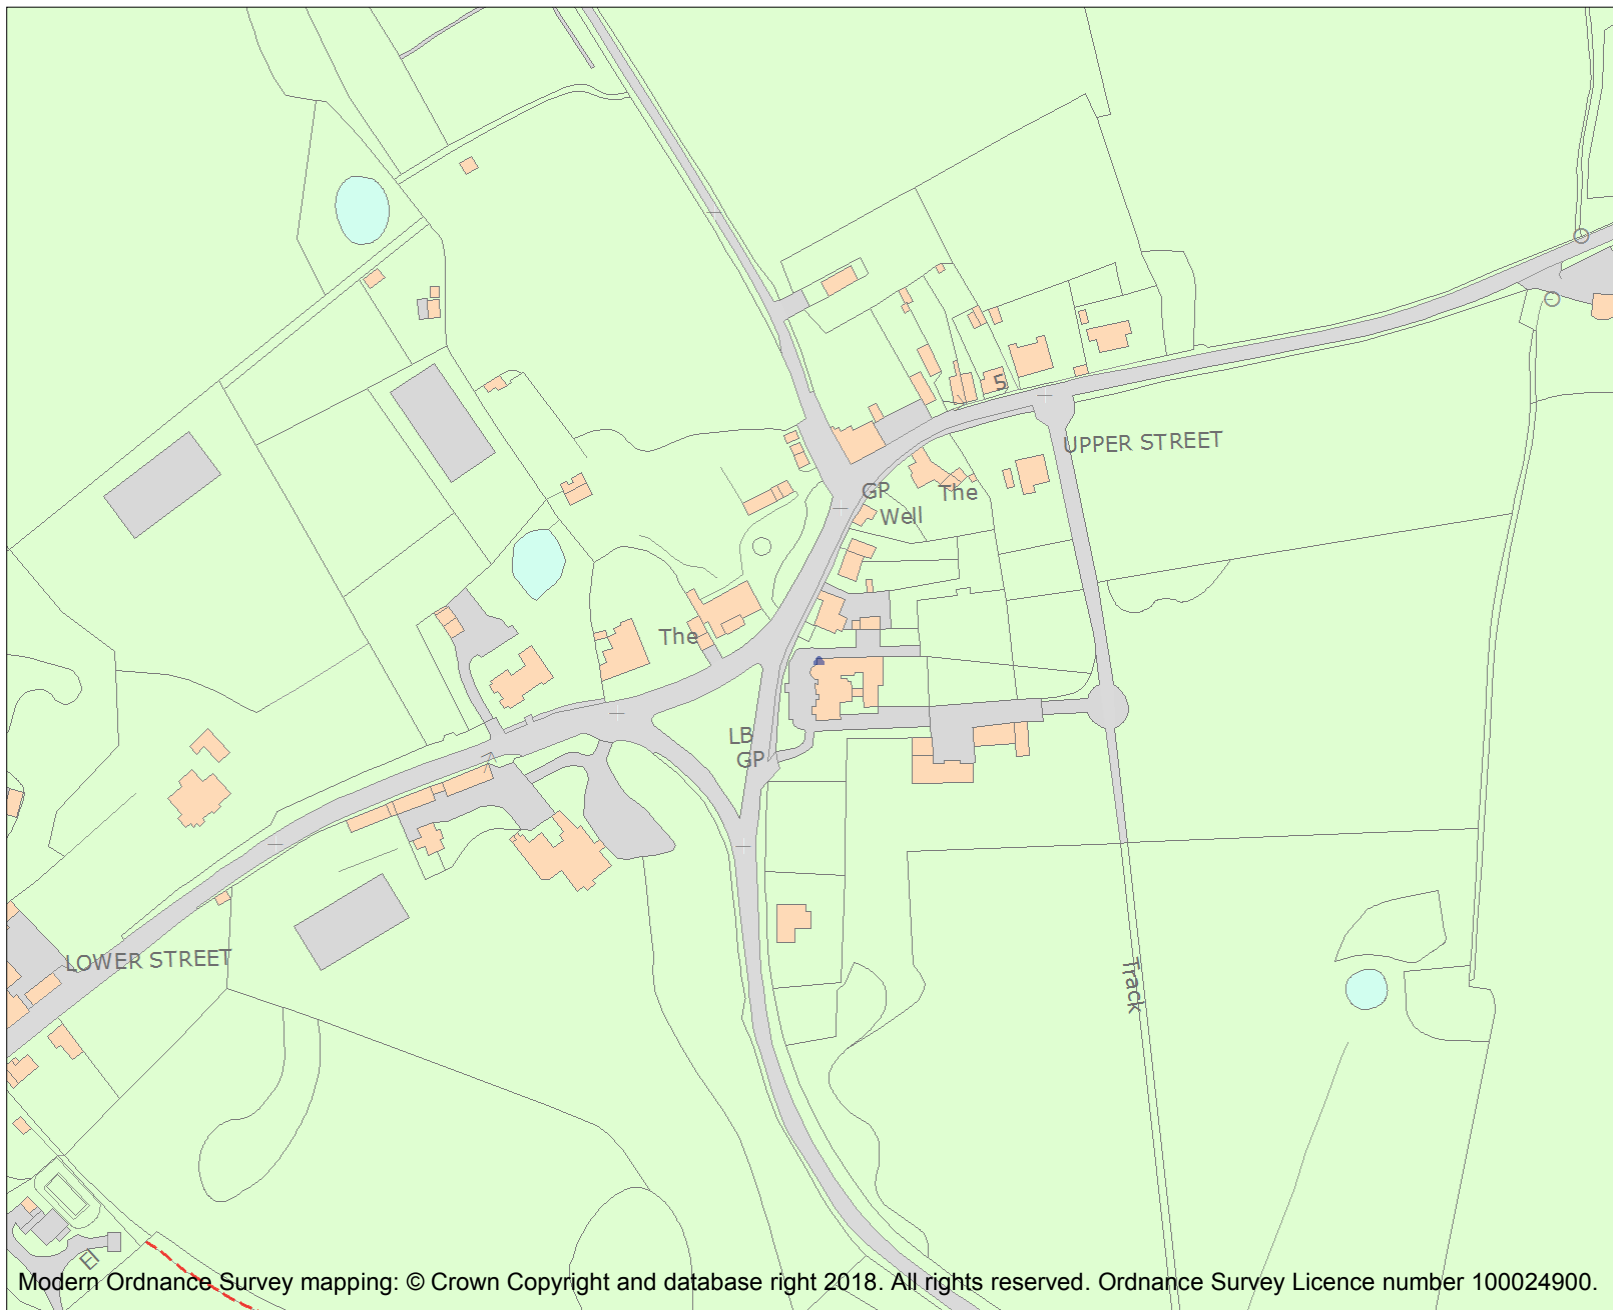 5
UPPER STREET
GP
The
Well
The
LB
GP
LOWER STREET
Track
El
Modern Ordnance Survey mapping: © Crown Copyright and database right 2018. All rights reserved. Ordnance Survey Licence number 100024900.